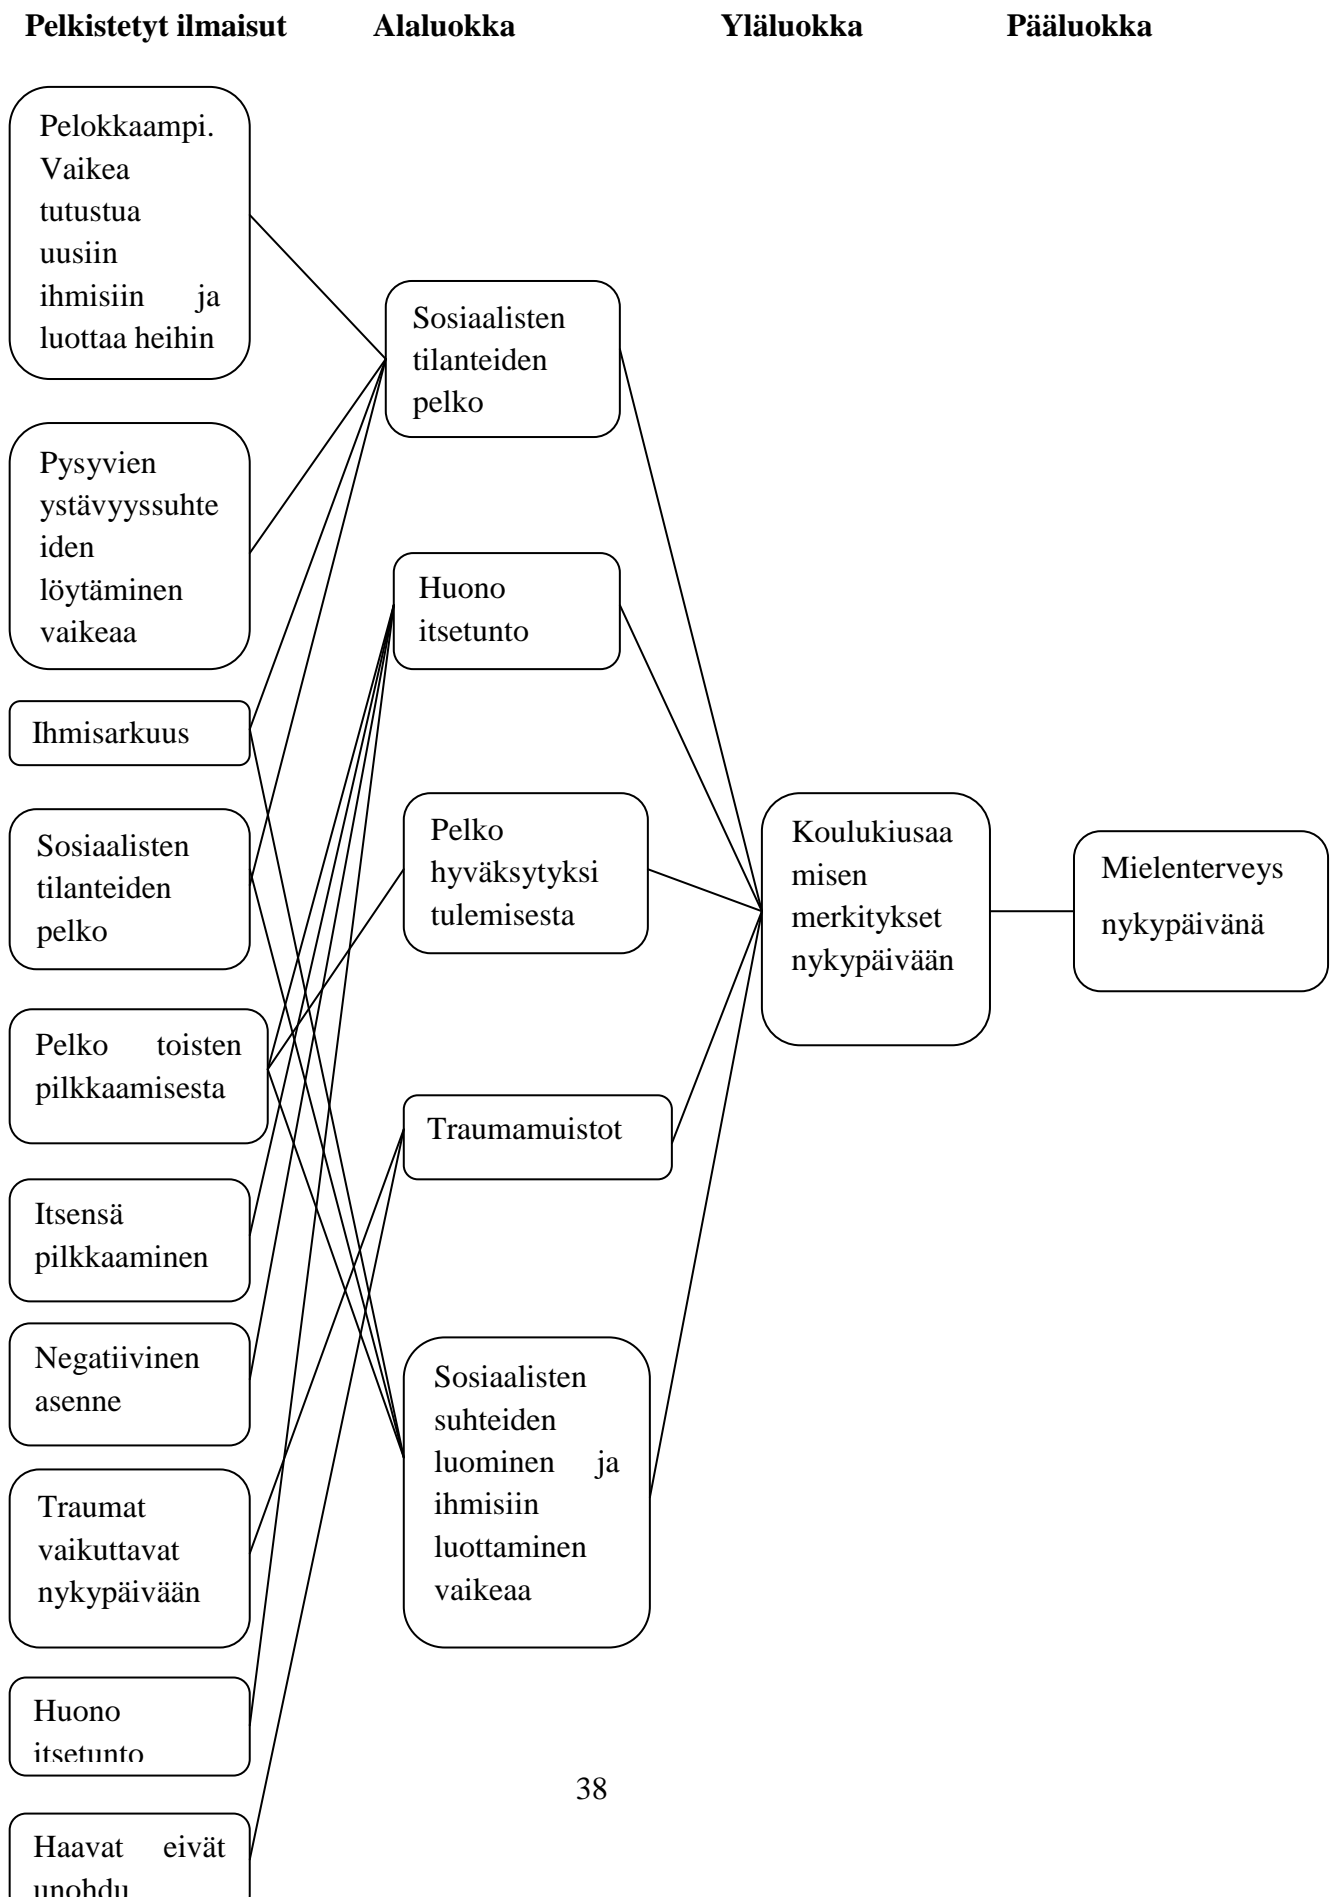 Pelkistetyt ilmaisut Alaluokka Yläluokka Pääluokka
Pelokkaampi.
Vaikea
tutustua
uusiin
ihmisiin ja
luottaa heihin
Pysyvien
ystävyyssuhte
iden
löytäminen
vaikeaa
Ihmisarkuus
Sosiaalisten
tilanteiden
pelko
Pelko toisten
pilkkaamisesta
Itsensä
pilkkaaminen
Negatiivinen
asenne
Traumat
vaikuttavat
nykypäivään
Huono
itsetunto
Haavat eivät
unohdu
Sosiaalisten
tilanteiden
pelko
Huono
itsetunto
Pelko
hyväksytyksi
tulemisesta
Traumamuistot
Sosiaalisten
suhteiden
luominen ja
ihmisiin
luottaminen
vaikeaa
Koulukiusaa
misen
merkitykset
nykypäivään
Mielenterveys
nykypäivänä
38